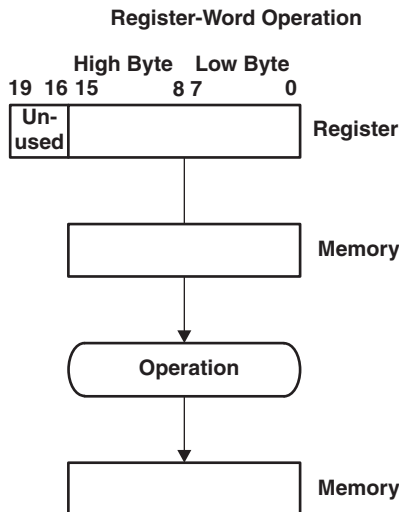 Register-Word Operation
High Byte Low Byte
19 16 15 8 7 0
Un-
used
Register
Memory
Operation
Memory